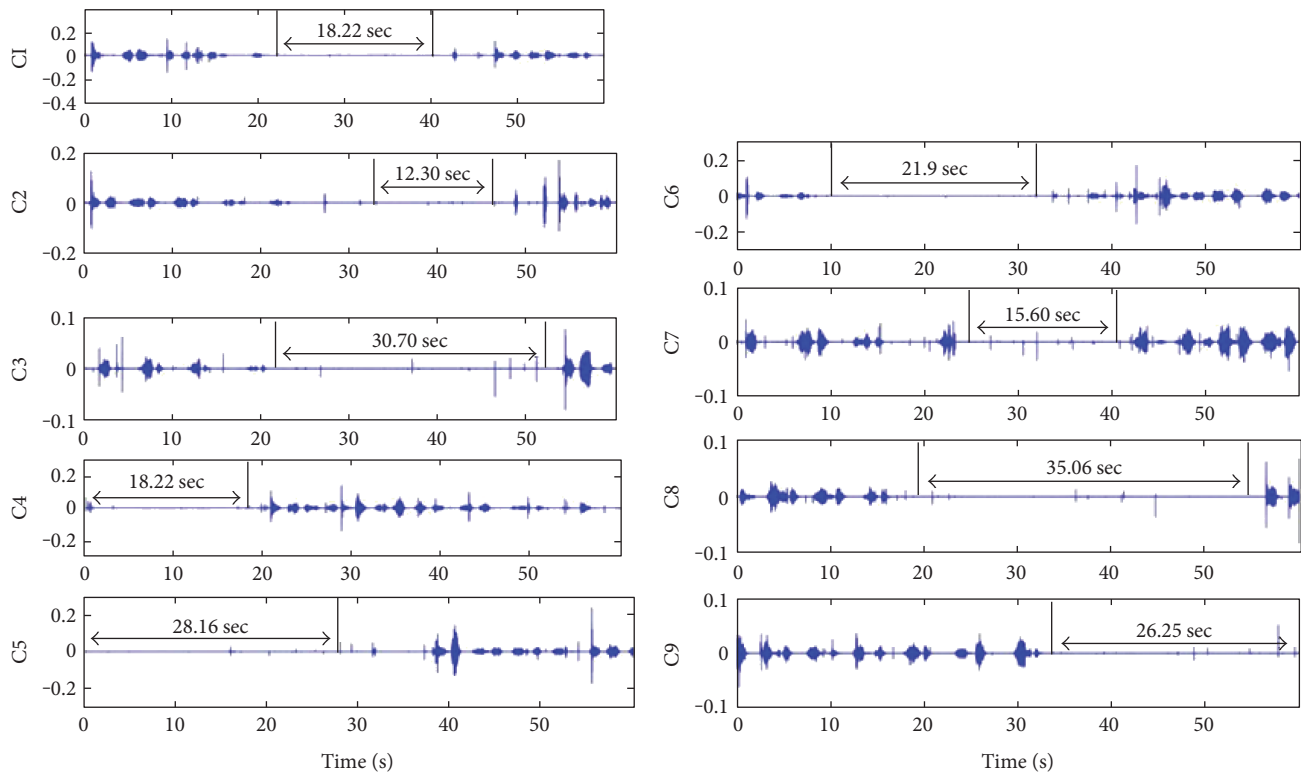 CI
0.2
0
−0.2
−0.4
18.22 sec
0 10 20 30 40 50
C2
0.2
0
−0.2
12.30 sec
0 10 20 30 40 50
C3
0.1
0
−0.1
30.70 sec
0 10 20 30 40 50
C4
0.2
0
−0.2
18.22 sec
0 10 20 30 40 50
C5
0.2
0
−0.2
28.16 sec
0 10 20 30 40 50
Time (s)
C6
0.2
0
−0.2
21.9 sec
0 10 20 30 40 50
C7
0.1
0
−0.1
15.60 sec
0 10 20 30 40 50
C8
0.1
0
−0.1
35.06 sec
0 10 20 30 40 50
C9
0.1
0
−0.1
26.25 sec
0 10 20 30 40 50
Time (s)